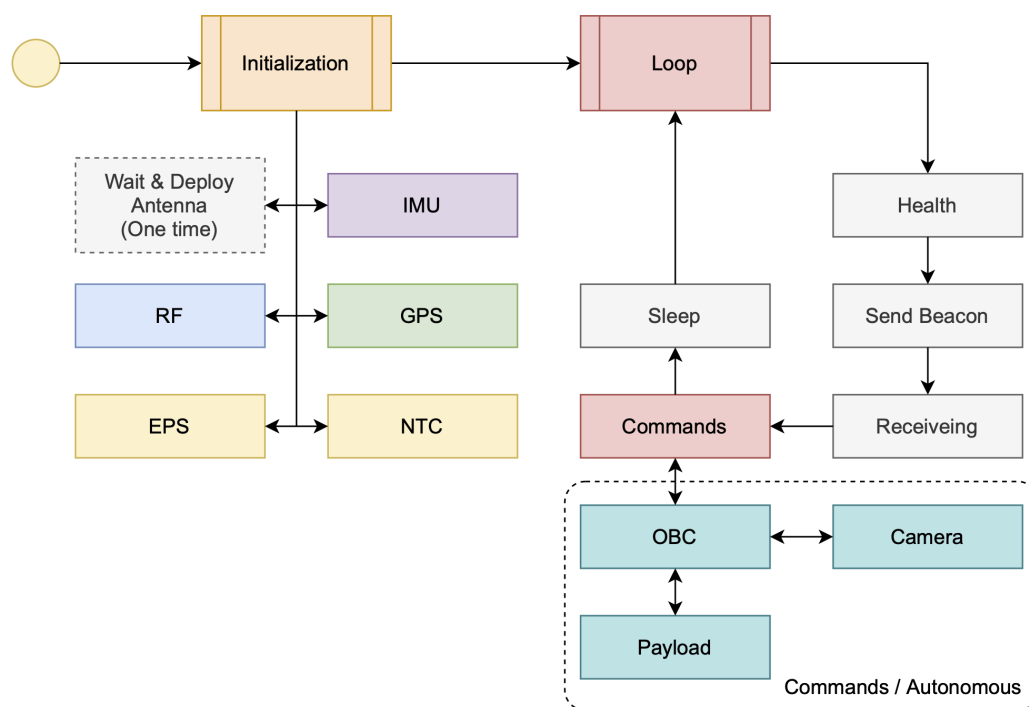 Initialization
Loop
Wait & Deploy
Antenna
(One time)
IMU
Health
RF
GPS
Sleep
Send Beacon
EPS
NTC
Commands
Receiveing
OBC
Camera
Payload
Commands / Autonomous